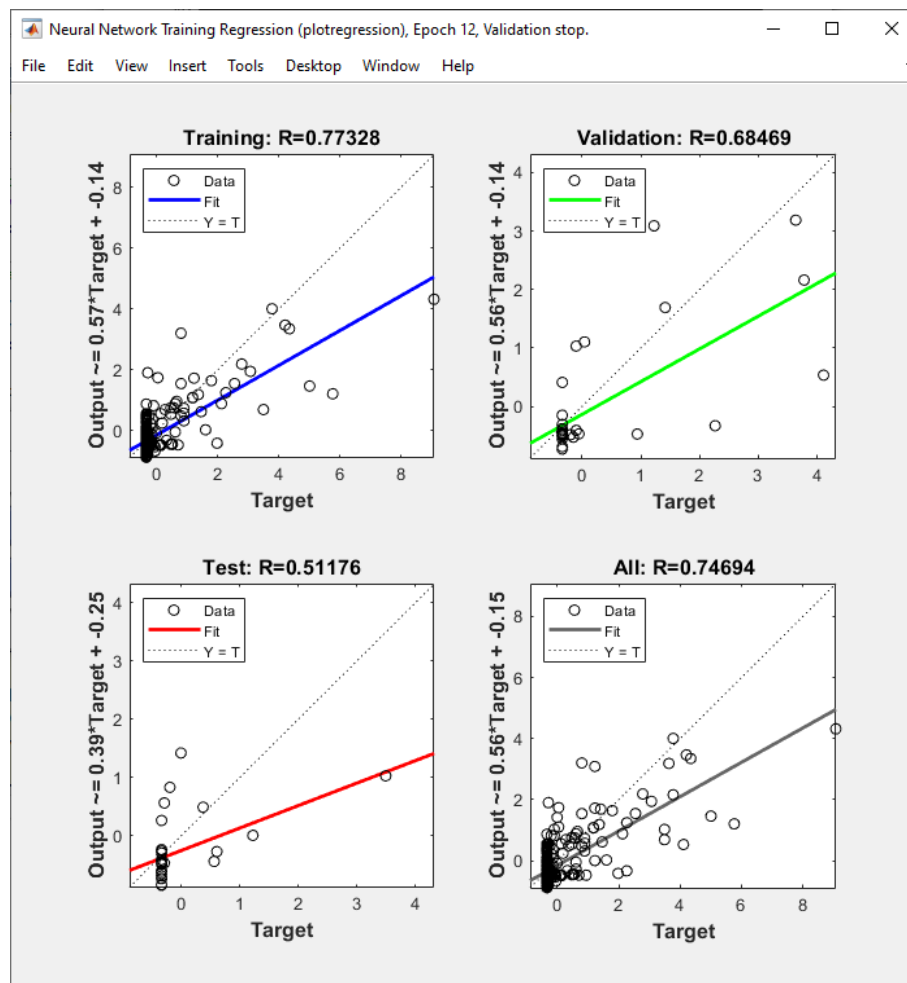 Neural Network Training Regression (plotregression), Epoch 12, Validation stop.
File Edit View Insert Tools Desktop Window Help
Training: R=0.77328
Output ~= 0.57*Target + -0.14
8
6
4
2
0
Data
Fit
Y = T
0 2 4 6 8
Target
Validation: R=0.68469
Output ~= 0.56*Target + -0.14
4
3
2
1
0
Data
Fit
Y = T
0 1 2 3 4
Target
Test: R=0.51176
Output ~= 0.39*Target + -0.25
4
3
2
1
0
Data
Fit
Y = T
0 1 2 3 4
Target
All: R=0.74694
Output ~= 0.56*Target + -0.15
8
6
4
2
0
Data
Fit
Y = T
0 2 4 6 8
Target